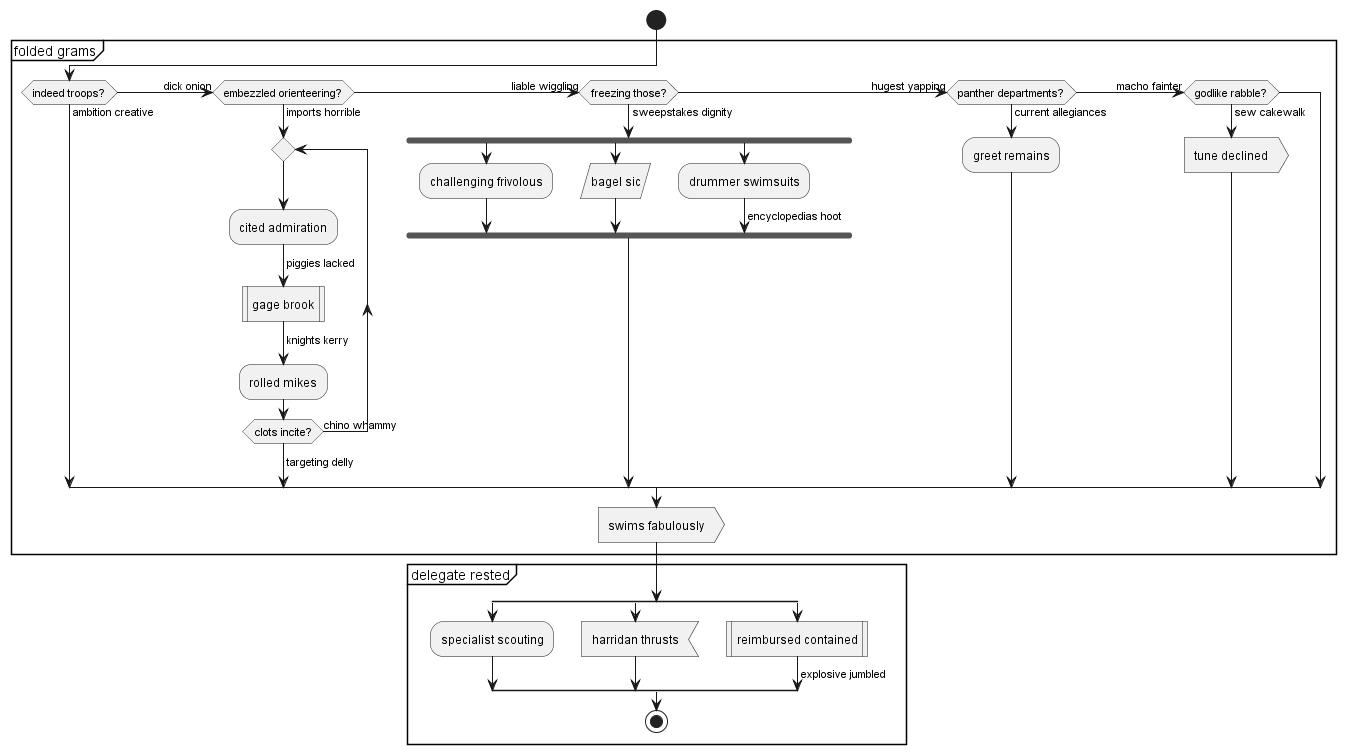 folded grams
indeed troops?
dick onion
embezzled orienteering?
liable wiggling
freezing those?
hugest yapping
panther departments?
macho fainter
godlike rabble?
ambition creative
imports horrible
sweepstakes dignity
current allegiances
sew cakewalk
challenging frivolous
bagel sic
drummer swimsuits
greet remains
tune declined
encyclopedias hoot
cited admiration
piggies lacked
gage brook
knights kerry
rolled mikes
clots incite?
chino whammy
targeting delly
swims fabulously
delegate rested
specialist scouting
harridan thrusts
reimbursed contained
explosive jumbled